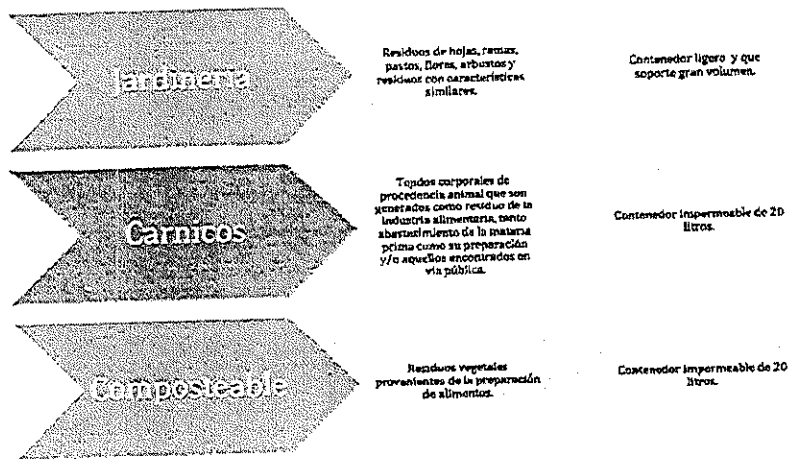 Jardinería
Residuos de hojas, ramas,
pastos, flores, arbustos y
residuos con características
similares.
Contenedor ligero y que
soporte gran volumen.
Cárnicos
Tejidos corporales de
procedencia animal que son
generados como residuo de la
industria alimentaria, tanto
abastecimiento de la materia
prima como su preparación
y/o aquellos encontrados en
vía pública.
Contenedor impermeable de 20
litros.
Composteable
Residuos vegetales
provenientes de la preparación
de alimentos.
Contenedor impermeable de 20
litros.